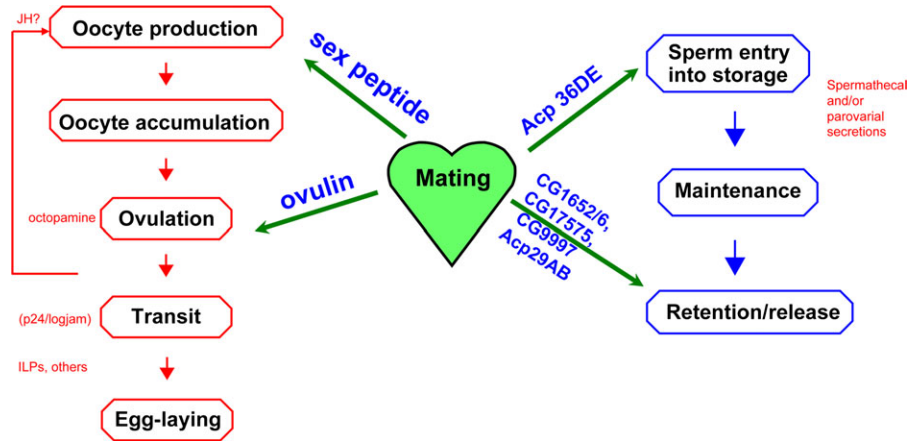 JH?
Oocyte production
Oocyte accumulation
octopamine
Ovulation
(p24/logjam)
Transit
ILPs, others
Egg-laying
sex peptide
ovulin
Mating
Acp 36DE
CG1652/6,
CG17575,
CG9997
Acp29AB
Sperm entry
into storage
Spermathecal
and/or
parovarial
secretions
Maintenance
Retention/release